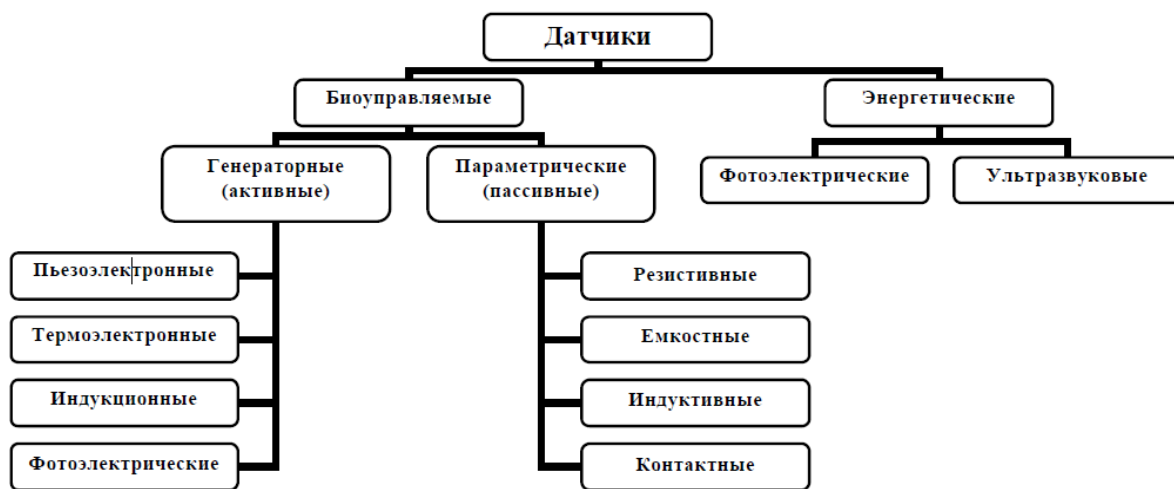 Датчики
Биоуправляемые
Энергетические
Генераторные
(активные)
Параметрические
(пассивные)
Фотоэлектрические
Ультразвуковые
Пьезоэлектронные
Термоэлектронные
Индукционные
Фотоэлектрические
Резистивные
Емкостные
Индуктивные
Контактные